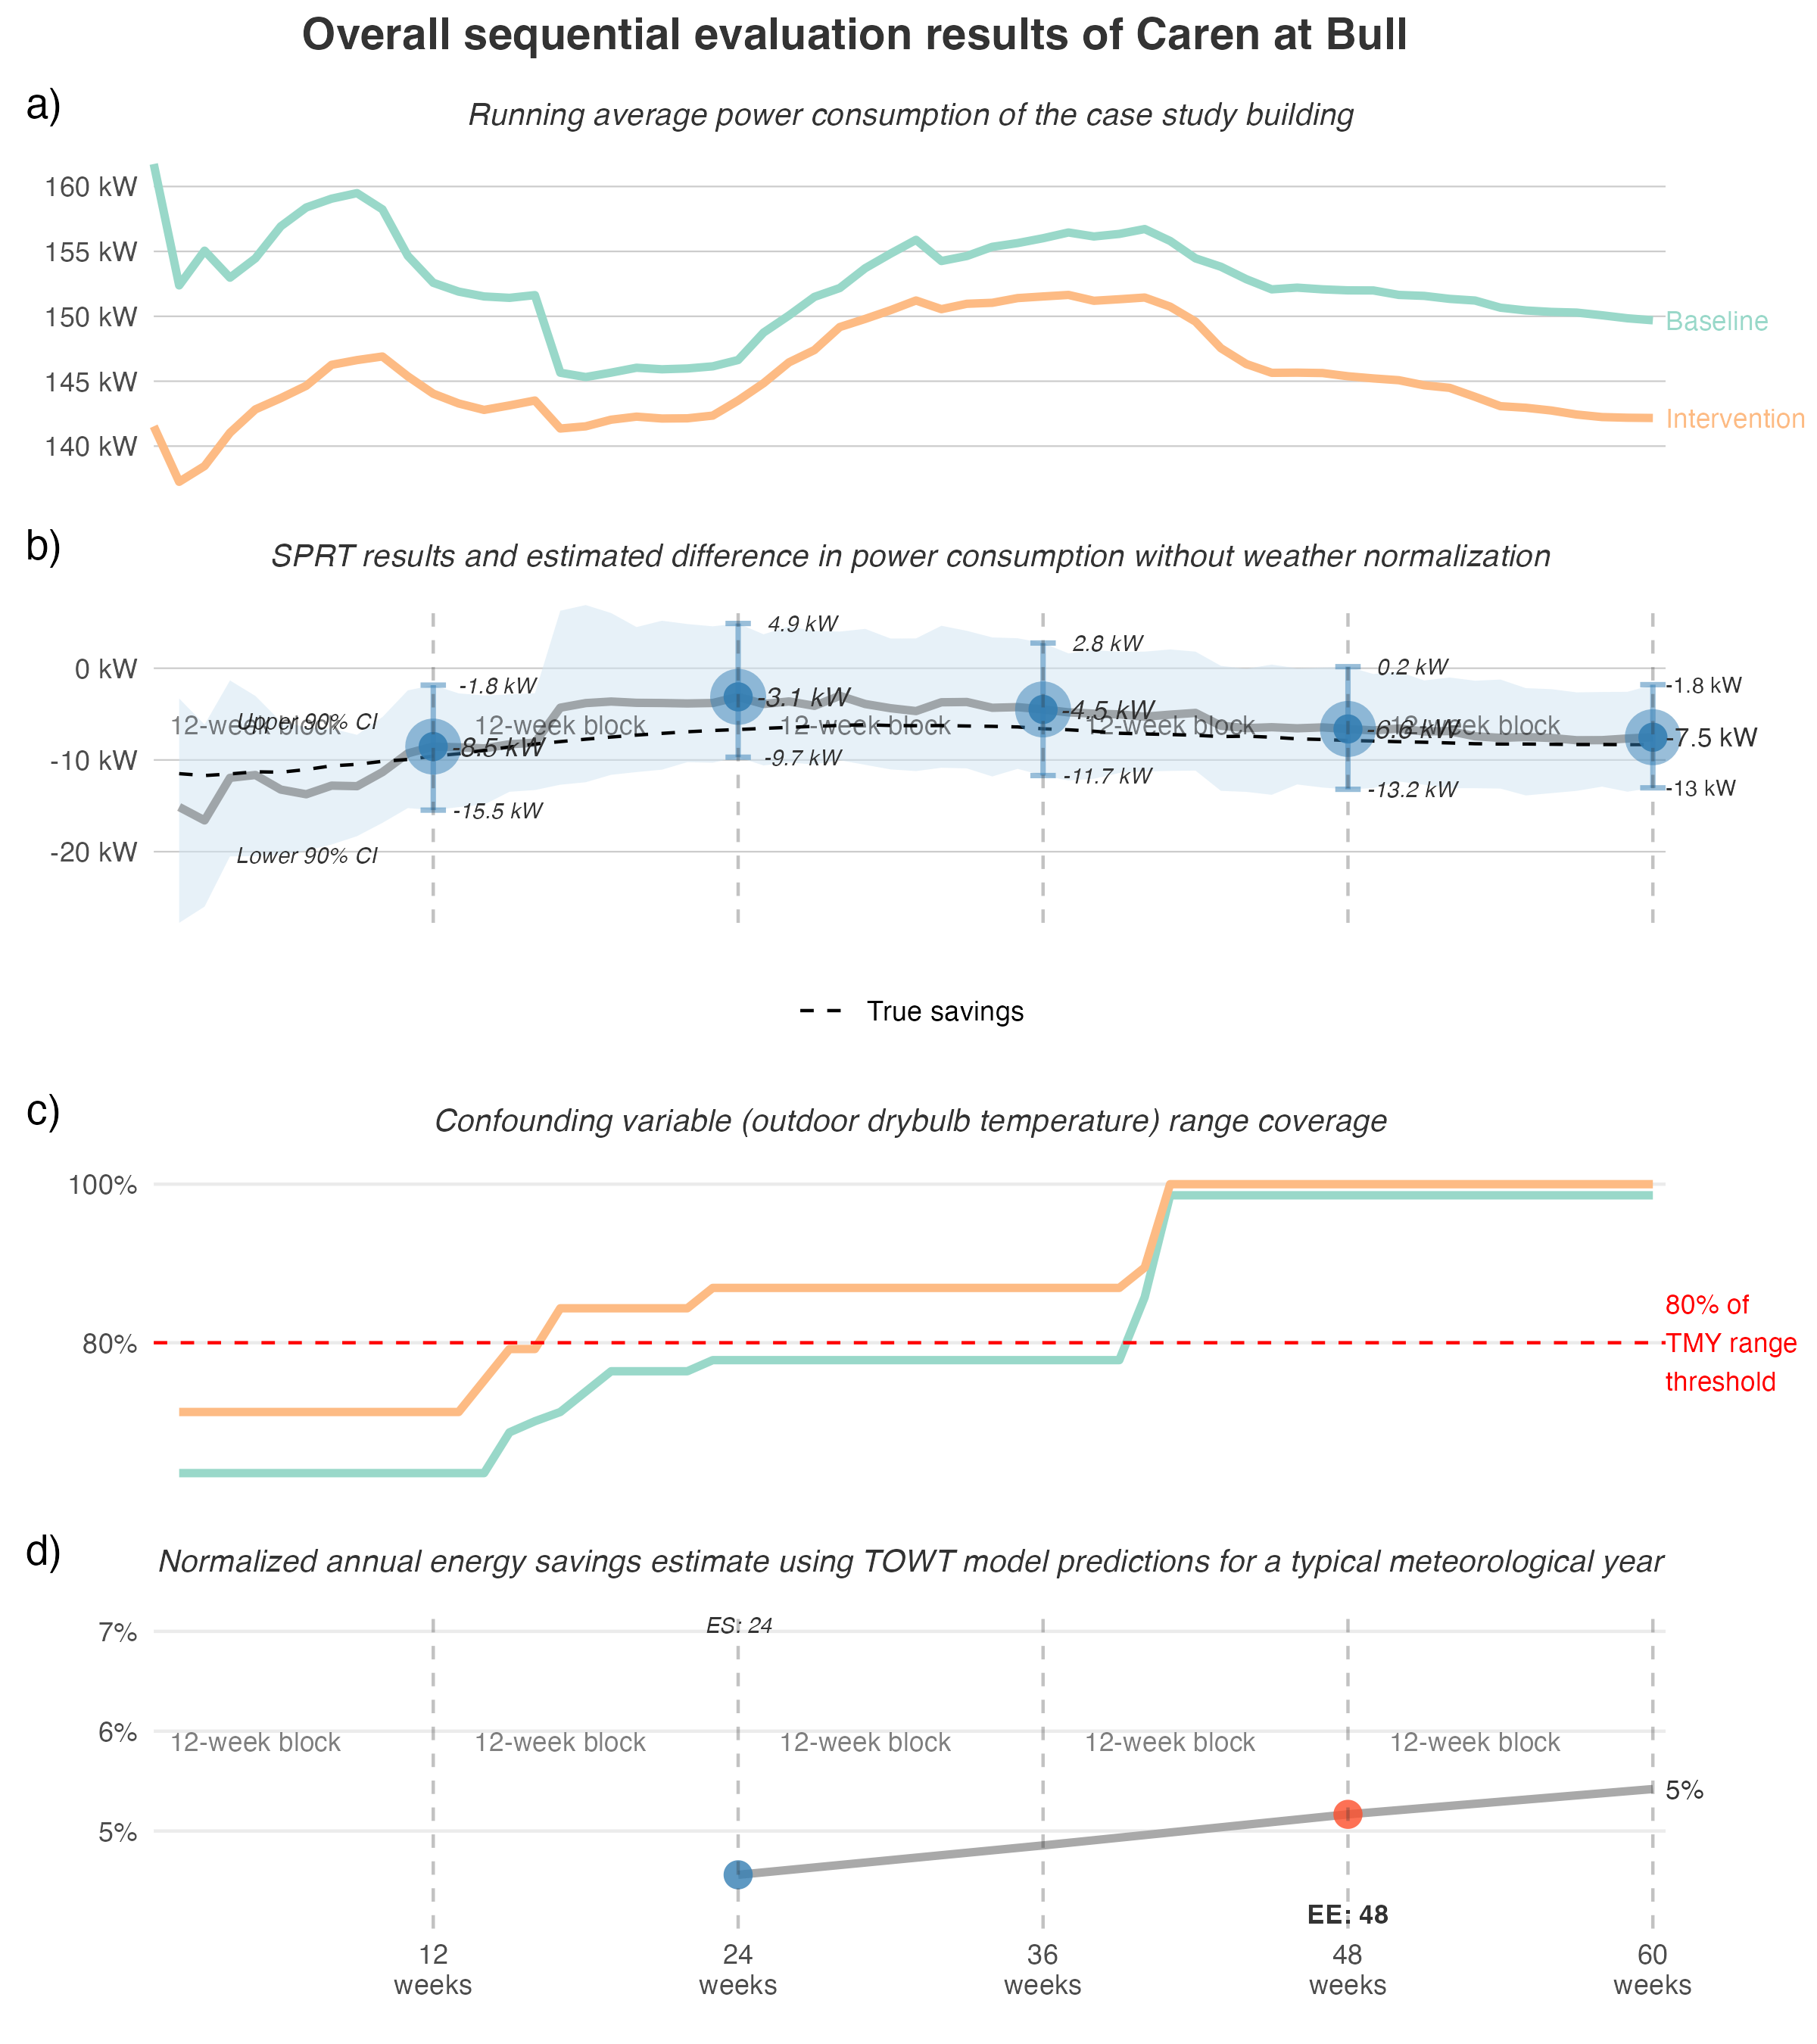 Overall sequential evaluation results of Caren at Bull
a)
Running average power consumption of the case study building
160 kW
155 kW
150 kW
145 kW
140 kW
Baseline
Intervention
b)
SPRT results and estimated difference in power consumption without weather normalization
0 kW
-10 kW
-20 kW
12-week block
12-week block
12-week block
12-week block
12-week block
Upper 90% CI
Lower 90% CI
-1.8 kW
-8.5 kW
-15.5 kW
4.9 kW
-3.1 kW
-9.7 kW
2.8 kW
-4.5 kW
-11.7 kW
0.2 kW
-6.6 kW
-13.2 kW
-1.8 kW
-7.5 kW
-13 kW
True savings
c)
Confounding variable (outdoor drybulb temperature) range coverage
100%
80%
80% of
TMY range
threshold
d)
Normalized annual energy savings estimate using TOWT model predictions for a typical meteorological year
7%
6%
5%
ES: 24
12-week block
12-week block
12-week block
12-week block
12-week block
5%
EE: 48
12
weeks
24
weeks
36
weeks
48
weeks
60
weeks